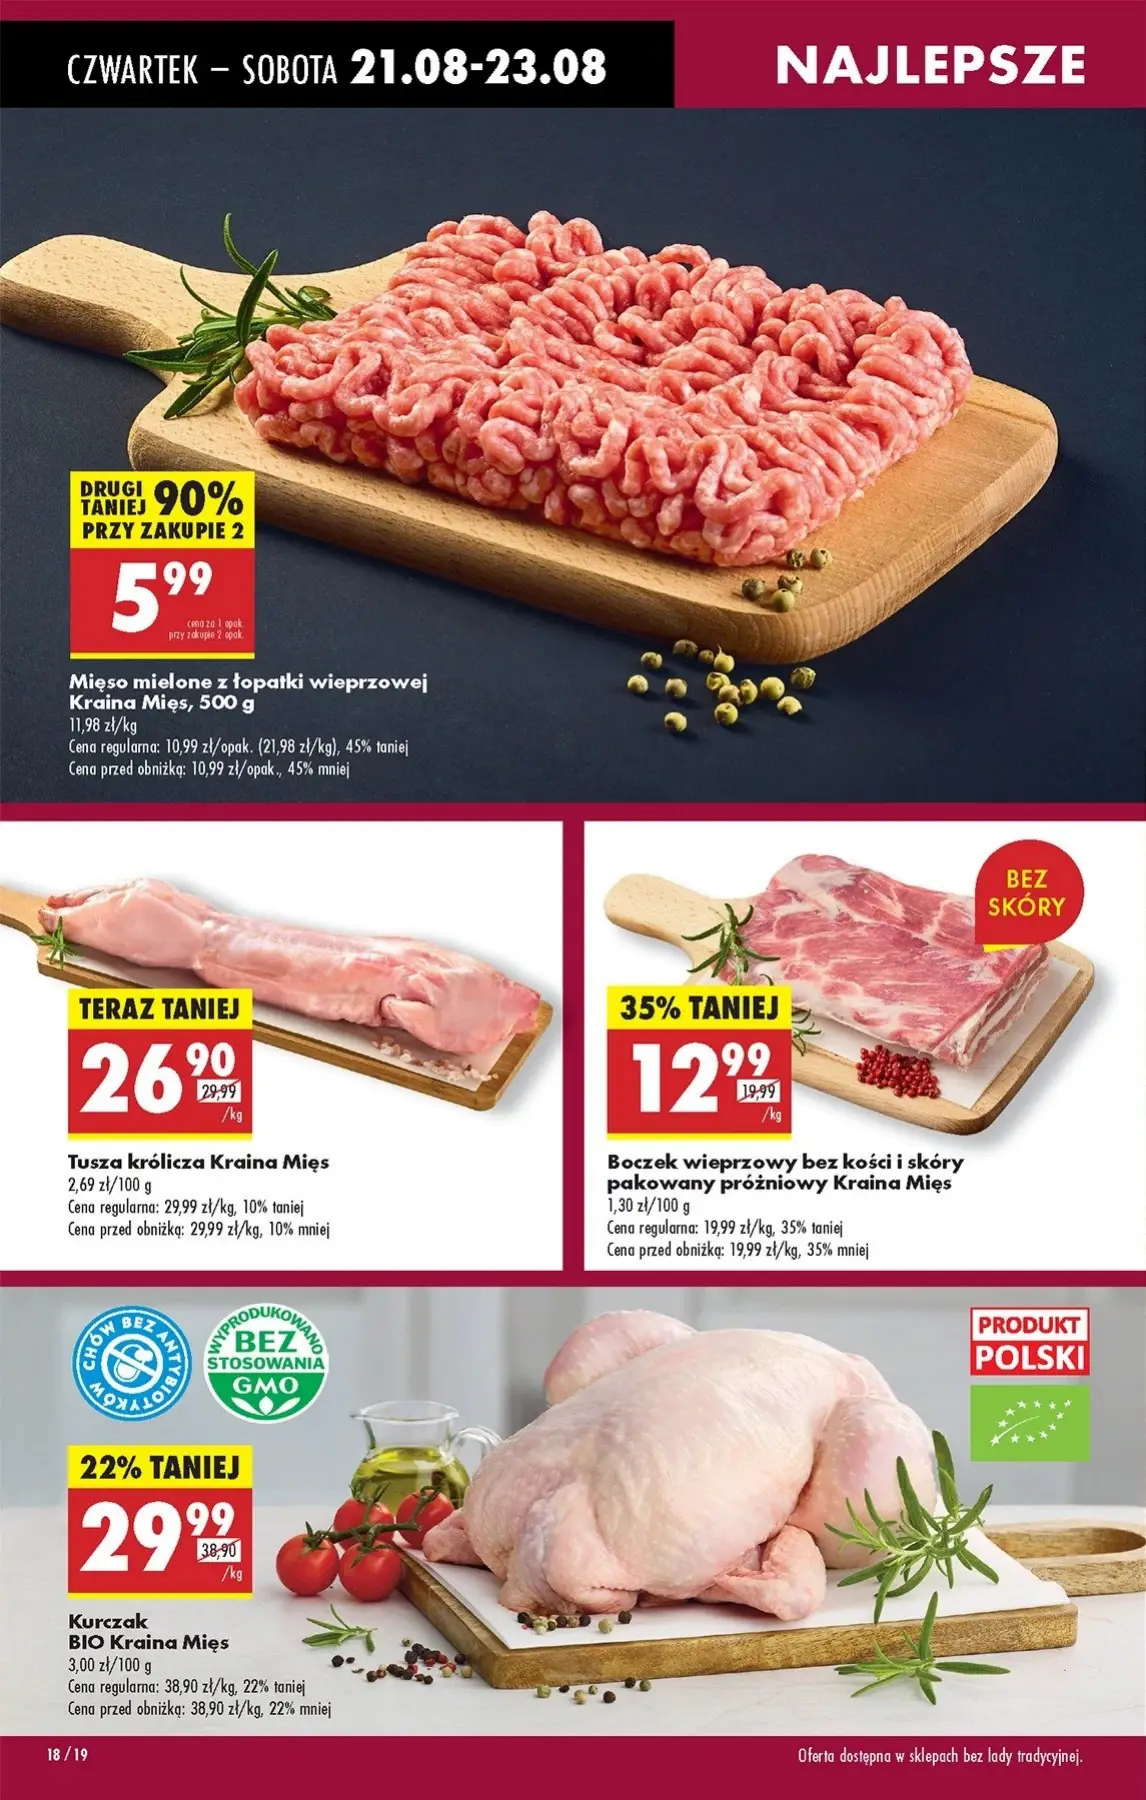 CZWARTEK – SOBOTA 21.08-23.08
NAJLEPSZE
DRUGI
TANIEJ 90%
PRZY ZAKUPIE 2
5 99
cena za 1 opak.
przy zakupie 2 opak.
Mięso mielone z łopatki wieprzowej
Kraina Mięs, 500 g
11,98 zł/kg
Cena regularna: 10,99 zł/opak. (21,98 zł/kg), 45% taniej
Cena przed obniżką: 10,99 zł/opak., 45% mniej
TERAZ TANIEJ
26 90
29,99
/kg
Tusza królicza Kraina Mięs
2,69 zł/100 g
Cena regularna: 29,99 zł/kg, 10% taniej
Cena przed obniżką: 29,99 zł/kg, 10% mniej
BEZ
SKÓRY
35% TANIEJ
12 99
19,99
/kg
Boczek wieprzowy bez kości i skóry
pakowany próżniowy Kraina Mięs
1,30 zł/100 g
Cena regularna: 19,99 zł/kg, 35% taniej
Cena przed obniżką: 19,99 zł/kg, 35% mniej
CHÓW BEZ ANTYBIOTYKÓW
WYPRODUKOWANO
BEZ
STOSOWANIA
GMO
PRODUKT
POLSKI
22% TANIEJ
29 99
38,90
/kg
Kurczak
BIO Kraina Mięs
3,00 zł/100 g
Cena regularna: 38,90 zł/kg, 22% taniej
Cena przed obniżką: 38,90 zł/kg, 22% mniej
18/19
Oferta dostępna w sklepach bez lady tradycyjnej.